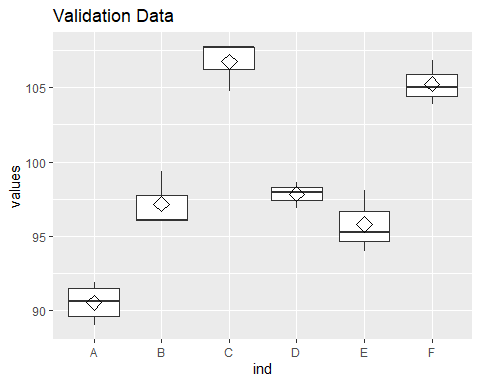 Validation Data
values
105
100
95
90
A B C D E F
ind